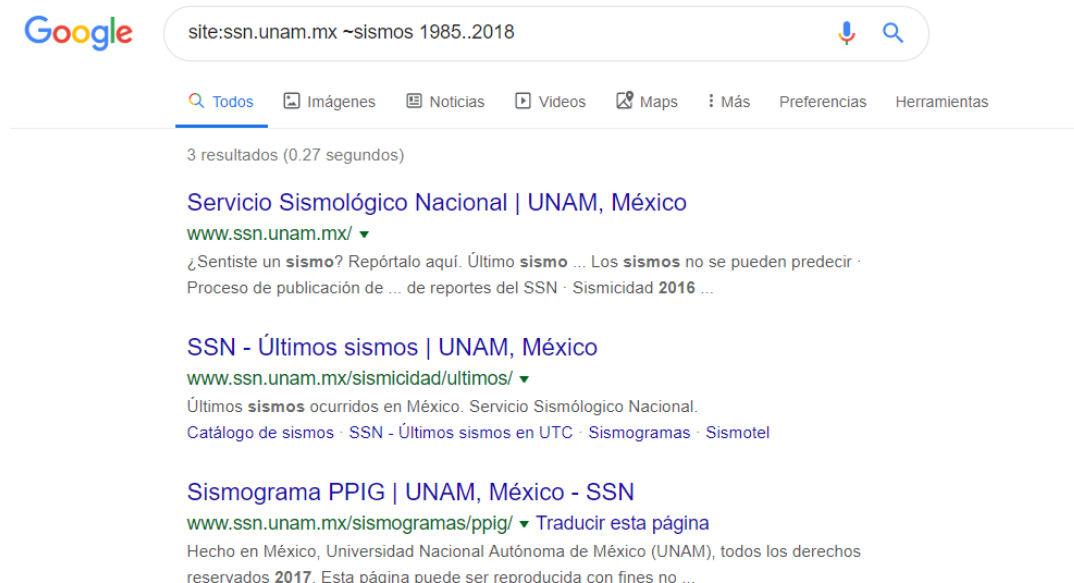 Google
site:ssn.unam.mx ~sismos 1985..2018
Todos Imágenes Noticias Videos Maps Más Preferencias Herramientas
3 resultados (0.27 segundos)
Servicio Sismológico Nacional | UNAM, México
www.ssn.unam.mx/
¿Sentiste un sismo? Repórtalo aquí. Último sismo ... Los sismos no se pueden predecir ·
Proceso de publicación de ... de reportes del SSN · Sismicidad 2016 ...
SSN - Últimos sismos | UNAM, México
www.ssn.unam.mx/sismicidad/ultimos/
Últimos sismos ocurridos en México. Servicio Sismólogico Nacional.
Catálogo de sismos · SSN - Últimos sismos en UTC · Sismogramas · Sismotel
Sismograma PPIG | UNAM, México - SSN
www.ssn.unam.mx/sismogramas/ppig/ Traducir esta página
Hecho en México, Universidad Nacional Autónoma de México (UNAM), todos los derechos
reservados 2017. Esta página puede ser reproducida con fines no ...